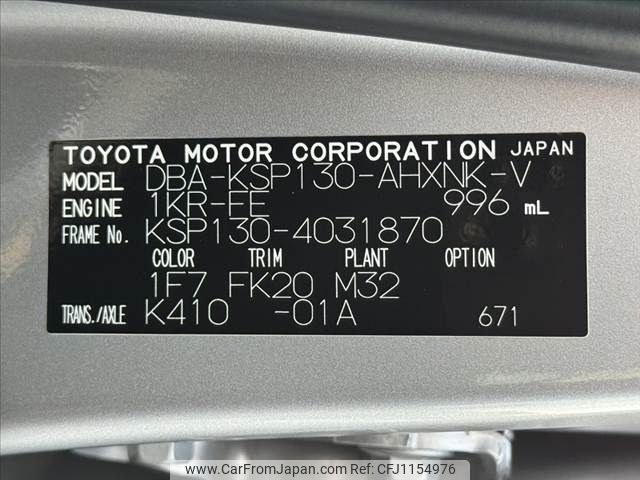 TOYOTA MOTOR CORPORATION JAPAN
MODEL DBA-KSP130-AHXNK-V
ENGINE 1KR-FE 996 mL
FRAME No. KSP130-4031870
COLOR TRIM PLANT OPTION
1F7 FK20 M32
TRANS./AXLE K410 -01A 671
www.CarFromJapan.com REF No: CFJ1154976